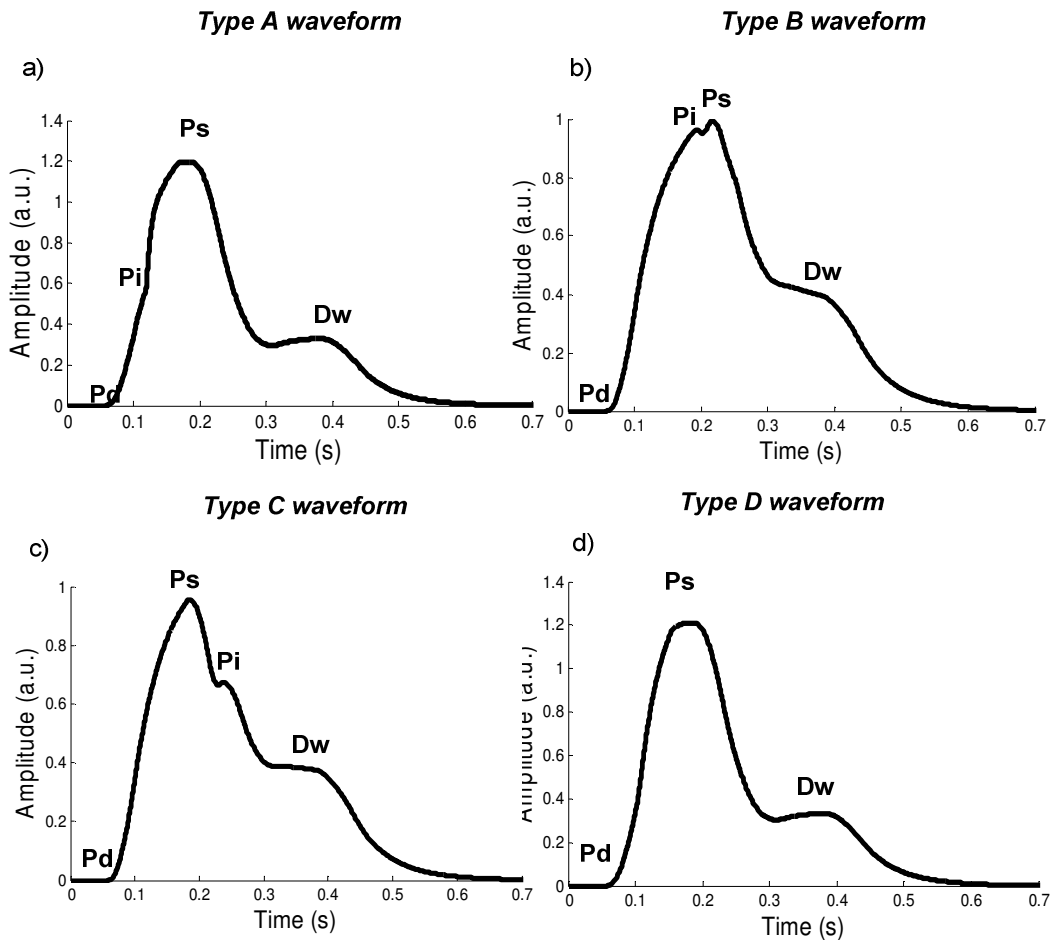 Type A waveform
a)
Amplitude (a.u.)
1.4
1.2
1
0.8
0.6
0.4
0.2
0
Ps
Pi
Dw
Pd
0 0.1 0.2 0.3 0.4 0.5 0.6 0.7
Time (s)
Type B waveform
b)
Amplitude (a.u.)
1
0.8
0.6
0.4
0.2
0
Ps
Pi
Dw
Pd
0 0.1 0.2 0.3 0.4 0.5 0.6 0.7
Time (s)
Type C waveform
c)
Amplitude (a.u.)
1
0.8
0.6
0.4
0.2
0
Ps
Pi
Dw
Pd
0 0.1 0.2 0.3 0.4 0.5 0.6 0.7
Time (s)
Type D waveform
d)
Amplitude (a.u.)
1.4
1.2
1
0.8
0.6
0.4
0.2
0
Ps
Dw
Pd
0 0.1 0.2 0.3 0.4 0.5 0.6 0.7
Time (s)